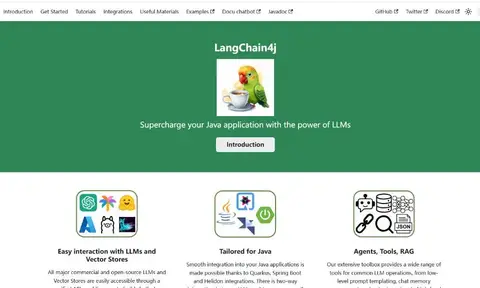 Introduction Get Started Tutorials Integrations Useful Materials Examples Docu chatbot Javadoc GitHub Twitter Discord
LangChain4j
Supercharge your Java application with the power of LLMs
Introduction
Easy interaction with LLMs and
Vector Stores
All major commercial and open-source LLMs and
Vector Stores are easily accessible through a
Tailored for Java
Smooth integration into your Java applications is
made possible thanks to Quarkus, Spring Boot
and Helidon integrations. There is two-way
Agents, Tools, RAG
JSON
Our extensive toolbox provides a wide range of
tools for common LLM operations, from low-
level prompt templating, chat memory